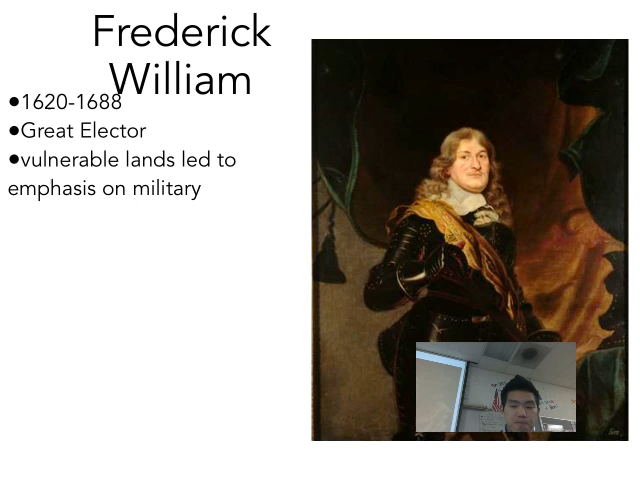 Frederick
William
●1620-1688
●Great Elector
●vulnerable lands led to
emphasis on military